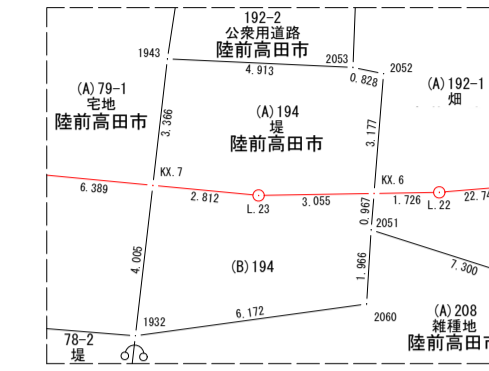 192-2
公衆用道路
陸前高田市
1943
2053
2052
4.913
0.828
(A)79-1
宅地
陸前高田市
(A)194
堤
陸前高田市
(A)192-1
畑
3.366
3.177
KX.7
KX.6
6.389
2.812
L.23
3.055
1.726
L.22
0.967
2051
4.005
(B)194
1.966
7.300
6.172
1932
2060
78-2
堤
(A)208
雑種地
陸前高田